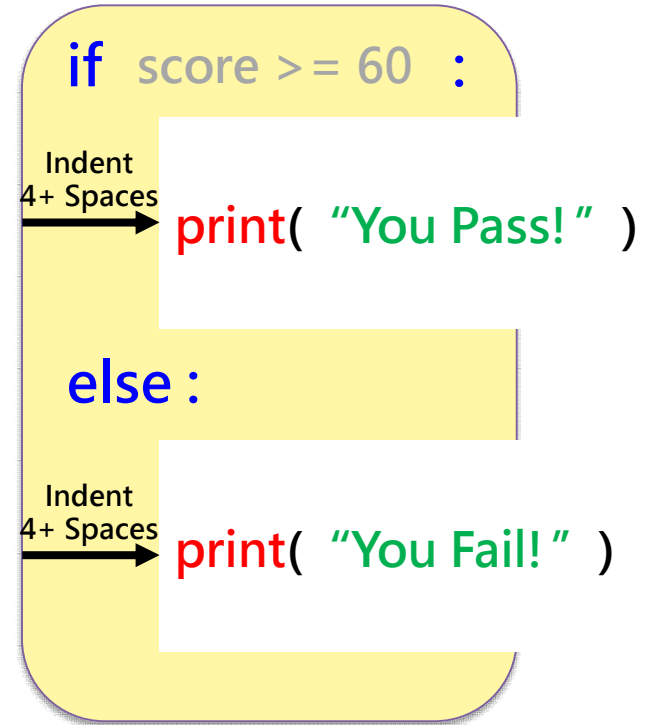 if score >= 60 :
Indent
4+ Spaces
print( “You Pass!” )
else :
Indent
4+ Spaces
print( “You Fail!” )